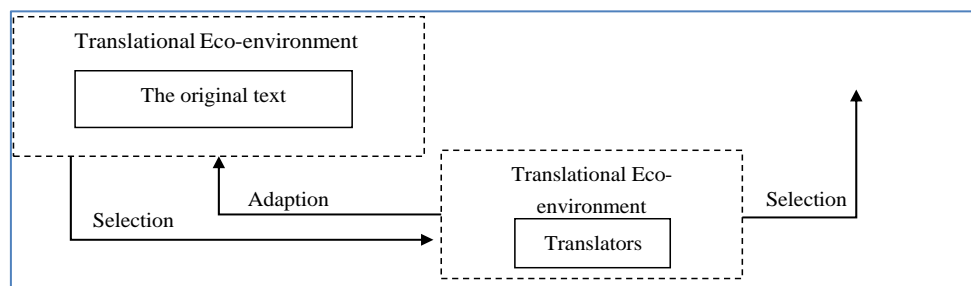 Translational Eco-environment
The original text
Translational Eco-
environment
Selection
Adaption
Selection
Translators